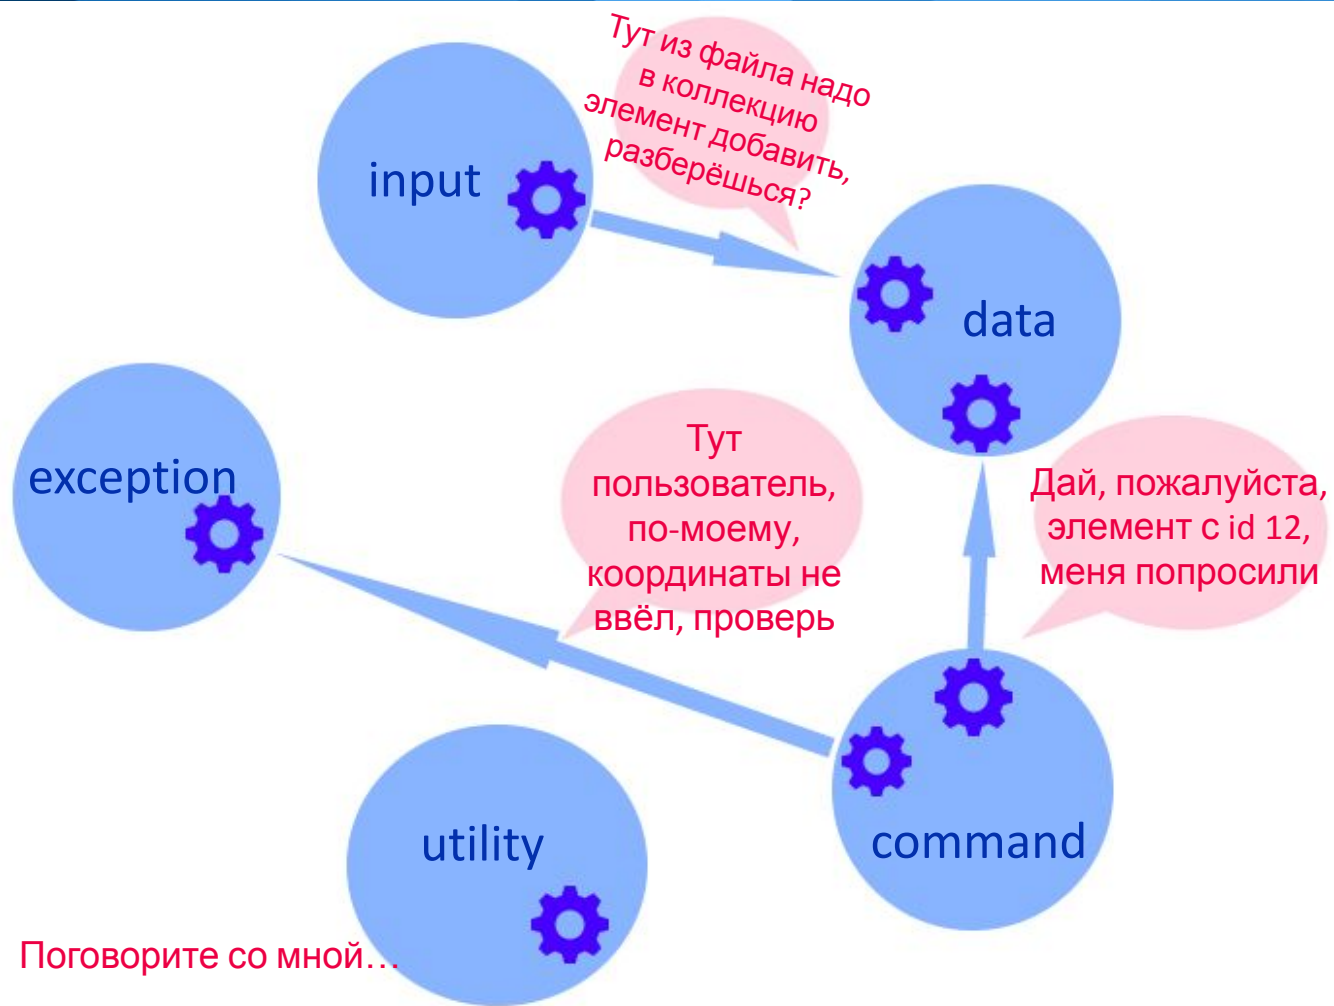 Тут из файла надо
в коллекцию
элемент добавить,
разберёшься?
input
data
exception
Тут
пользователь,
по-моему,
координаты не
ввёл, проверь
Дай, пожалуйста,
элемент с id 12,
меня попросили
utility
command
Поговорите со мной...